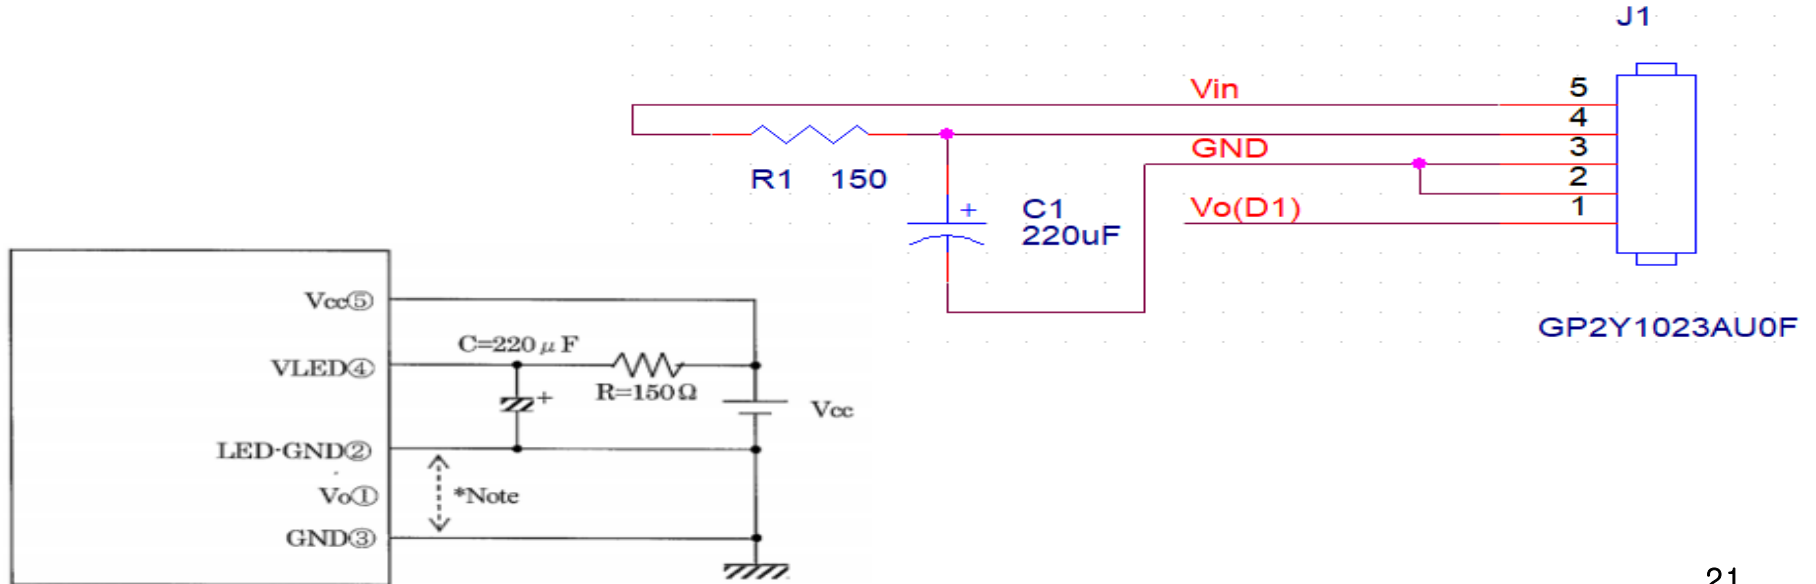 J1
Vin
5
4
GND
3
2
Vo(D1)
1
R1 150
+
C1
220uF
GP2Y1023AU0F
Vcc⑤
C=220μF
VLED④
+
R=150Ω
Vcc
LED-GND②
*Note
Vo①
GND③
21